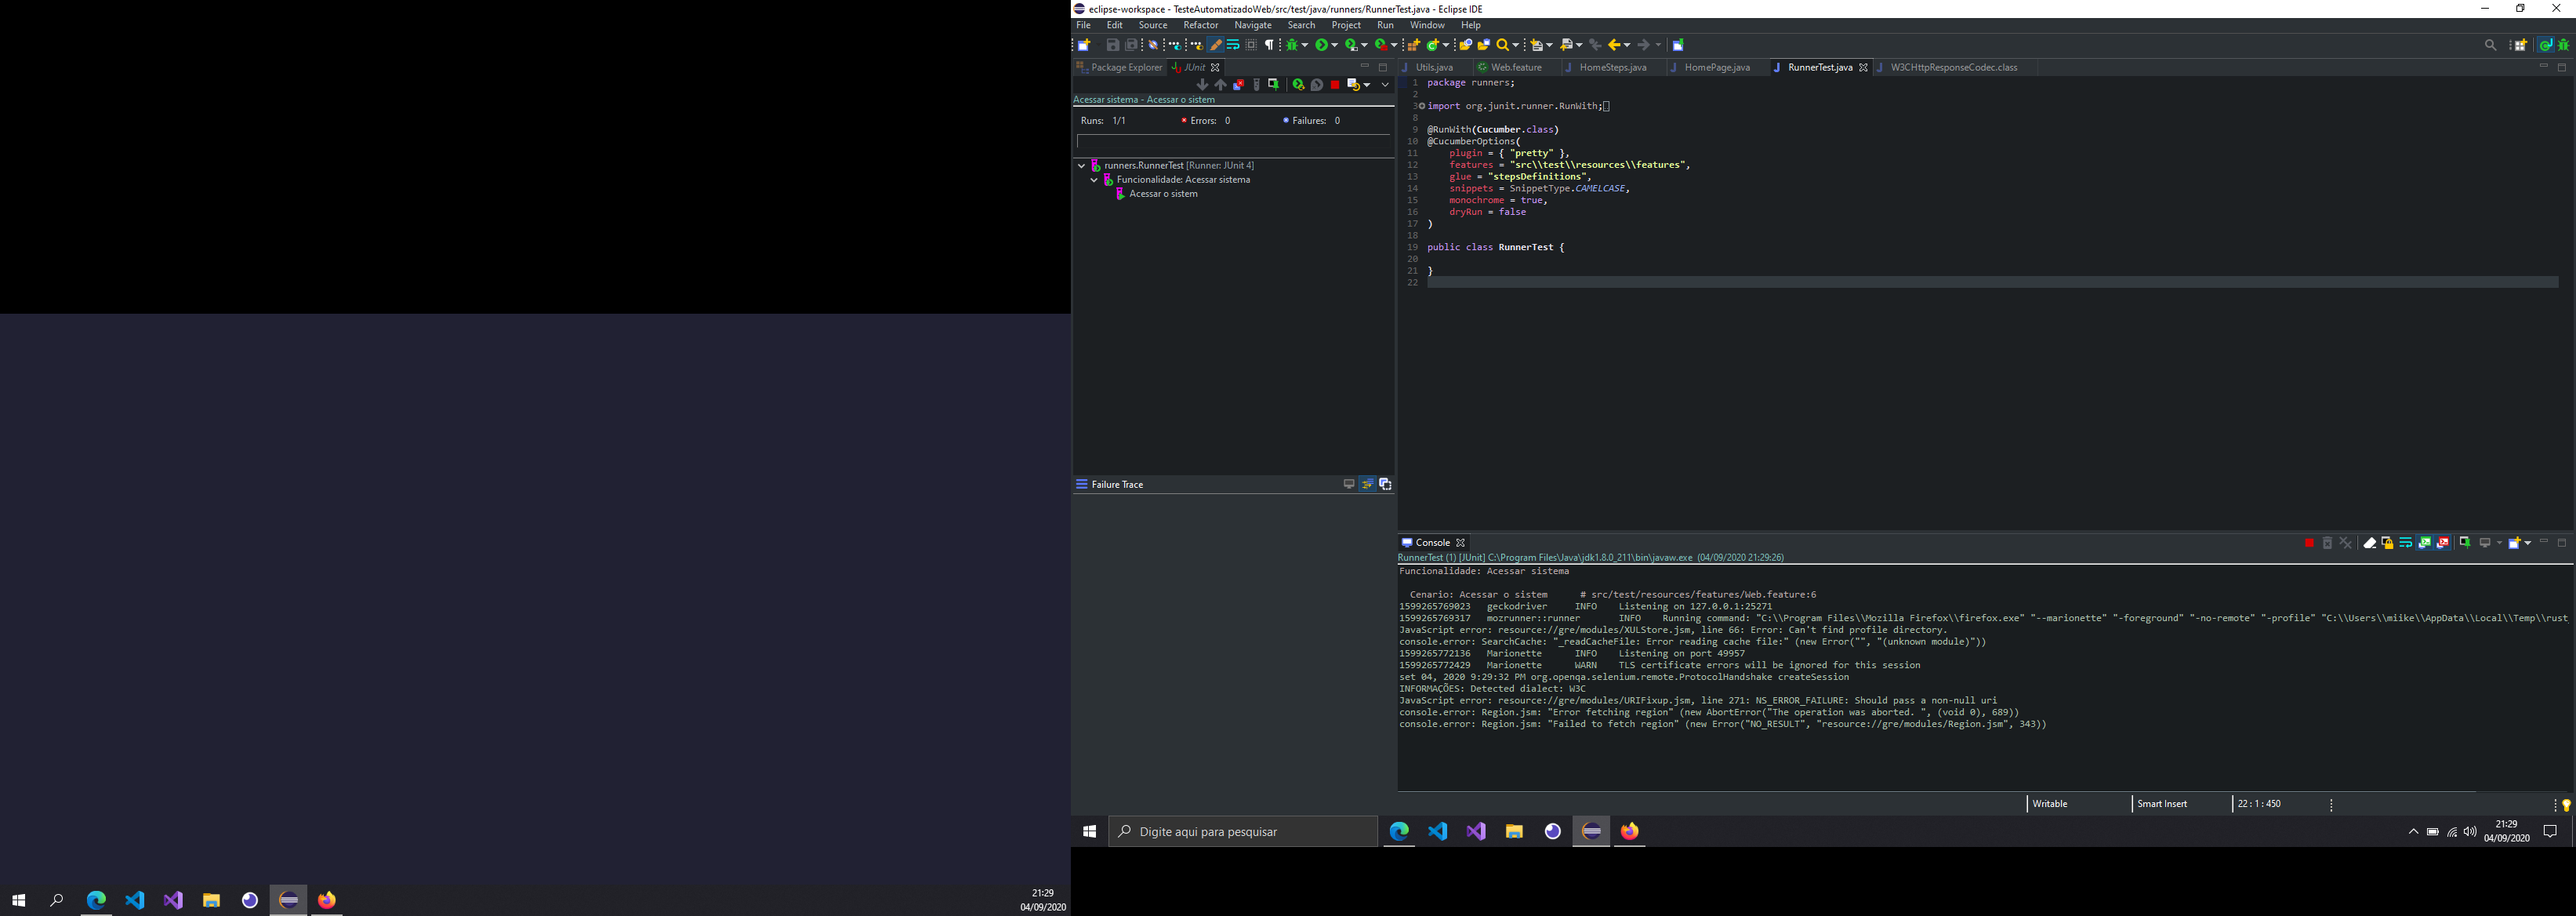 eclipse-workspace - TesteAutomatizadoWeb/src/test/java/runners/RunnerTest.java - Eclipse IDE
File Edit Source Refactor Navigate Search Project Run Window Help
Package Explorer JUnit
Acessar sistema - Acessar o sistem
Runs: 1/1 Errors: 0 Failures: 0
runners.RunnerTest [Runner: JUnit 4]
Funcionalidade: Acessar sistema
Acessar o sistem
Failure Trace
Utils.java Web.feature HomeSteps.java HomePage.java RunnerTest.java W3CHttpResponseCodec.class
1 package runners;
2
3 import org.junit.runner.RunWith;
8
9 @RunWith(Cucumber.class)
10 @CucumberOptions(
11 plugin = { "pretty" },
12 features = "src\\test\\resources\\features",
13 glue = "stepsDefinitions",
14 snippets = SnippetType.CAMELCASE,
15 monochrome = true,
16 dryRun = false
17 )
18
19 public class RunnerTest {
20
21 }
22
Console
RunnerTest (1) [JUnit] C:\Program Files\Java\jdk1.8.0_211\bin\javaw.exe (04/09/2020 21:29:26)
Funcionalidade: Acessar sistema
Cenario: Acessar o sistem # src/test/resources/features/Web.feature:6
1599265769023 geckodriver INFO Listening on 127.0.0.1:25271
1599265769317 mozrunner::runner INFO Running command: "C:\\Program Files\\Mozilla Firefox\\firefox.exe" "--marionette" "-foreground" "-no-remote" "-profile" "C:\\Users\\miike\\AppData\\Local\\Temp\\rust_
JavaScript error: resource://gre/modules/XULStore.jsm, line 66: Error: Can't find profile directory.
console.error: SearchCache: "_readCacheFile: Error reading cache file:" (new Error("", "(unknown module)"))
1599265772136 Marionette INFO Listening on port 49957
1599265772429 Marionette WARN TLS certificate errors will be ignored for this session
set 04, 2020 9:29:32 PM org.openqa.selenium.remote.ProtocolHandshake createSession
INFORMAÇÕES: Detected dialect: W3C
JavaScript error: resource://gre/modules/URIFixup.jsm, line 271: NS_ERROR_FAILURE: Should pass a non-null uri
console.error: Region.jsm: "Error fetching region" (new AbortError("The operation was aborted. ", (void 0), 689))
console.error: Region.jsm: "Failed to fetch region" (new Error("NO_RESULT", "resource://gre/modules/Region.jsm", 343))
Writable Smart Insert 22 : 1 : 450
Digite aqui para pesquisar
21:29
04/09/2020
21:29
04/09/2020